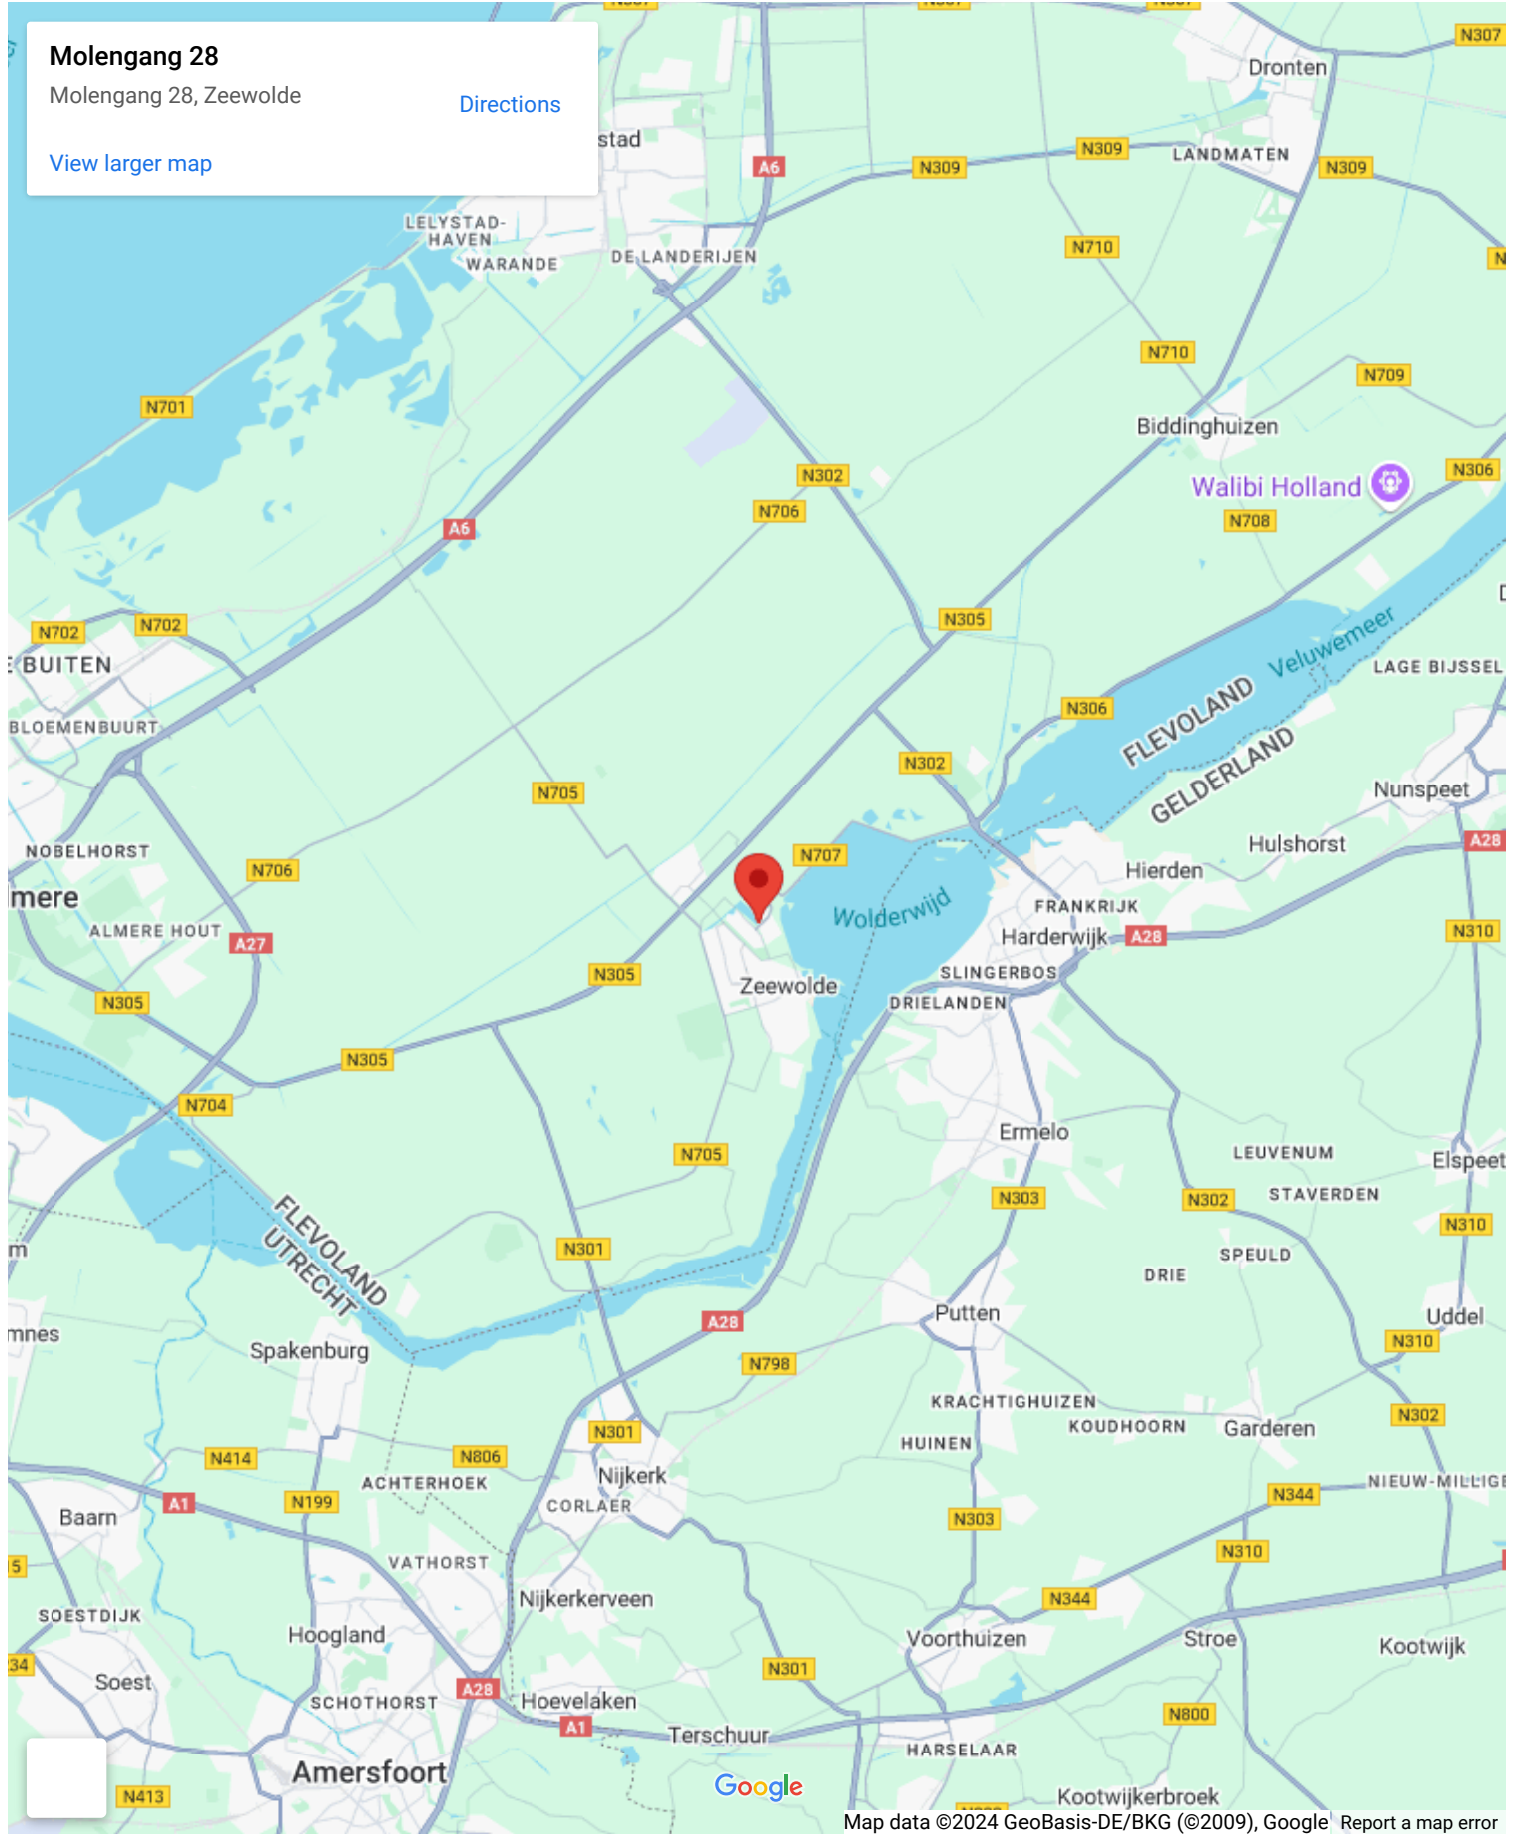 Molengang 28
Molengang 28, Zeewolde
Directions
View larger map
N307
Dronten
stad
A6
N309
N309
LANDMATEN
N309
LELYSTAD-
HAVEN
WARANDE
DE LANDERIJEN
N710
N710
N709
N701
Biddinghuizen
N306
N302
Walibi Holland
N706
N708
A6
N305
N702
N702
E BUITEN
Veluwemeer
LAGE BIJSSEL
BLOEMENBUURT
N306
FLEVOLAND
GELDERLAND
N302
N705
Nunspeet
A28
NOBELHORST
N707
Hulshorst
N706
Hierden
mere
Wolderwijd
FRANKRIJK
ALMERE HOUT
A27
Harderwijk
A28
N310
N305
SLINGERBOS
Zeewolde
N305
DRIELANDEN
N305
N704
Ermelo
N705
LEUVENUM
Elspeet
N303
N302
STAVERDEN
N310
FLEVOLAND
UTRECHT
m
N301
SPEULD
DRIE
Putten
Uddel
A28
mnes
Spakenburg
N310
N798
KRACHTIGHUIZEN
KOUDHOORN
Garderen
N302
N301
HUINEN
N414
N806
Nijkerk
ACHTERHOEK
NIEUW-MILLIGE
N344
A1
N199
CORLAER
Baarn
N303
N310
VATHORST
15
Nijkerkerveen
N344
SOESTDIJK
Hoogland
Voorthuizen
Stroe
Kootwijk
234
N301
Soest
A28
SCHOTHORST
Hoevelaken
N800
A1
Terschuur
HARSELAAR
Amersfoort
Google
N413
Kootwijkerbroek
Map data ©2024 GeoBasis-DE/BKG (©2009), Google
Report a map error